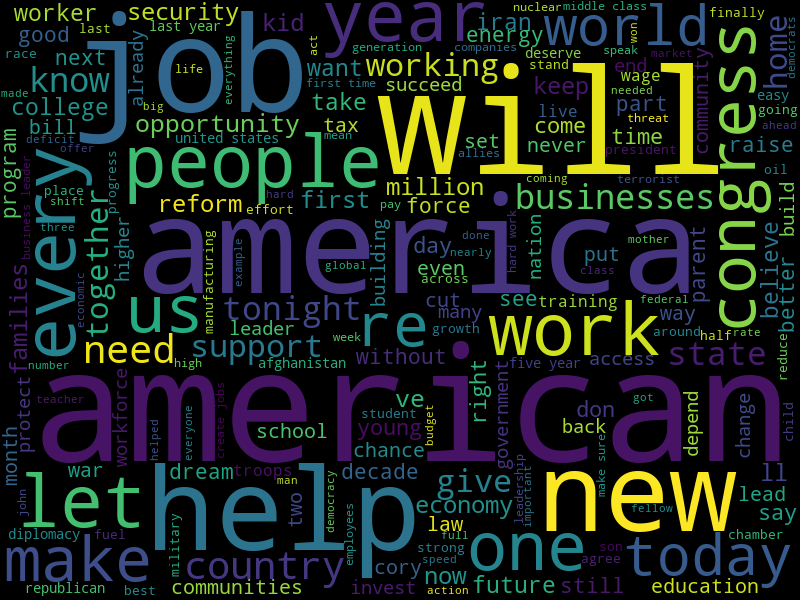 worker
last
last year
security
good
race
made
know
next
college
bill
deficit
offer
already
job
life
big
act
kid
everything
opportunity
tax
united states
year
generation
first time
want
take
iran
energy
companies
working
succeed
keep
world
nuclear
middle class
finally
deserve
speak
stand
won
end
wage
needed
market
threat
part
live
come
time
never
set
allies
president
community
congress
home
democrats
easy
going
ahead
raise
oil
build
will
program
every
place
shift
three
progress
people
mean
hard
first
effort
reform
pay
million
force
coming
terrorist
businesses
business leader
together
higher
economic
families
number
america
manufacturing
example
global
building
day
even
across
done
nearly
hard work
nation
put
mother
class
parent
believe
better
us
tonight
leader
cut
many
growth
see
training
federal
way
around
half
rate
reduce
need
high
support
week
afghanistan
re
without
work
five year
access
state
american
teacher
workforce
protect
month
helped
everyone
create jobs
school
student
ve
young
chance
budget
right
government
don
back
got
depend
change
child
let
war
dream
troops
man
two
democracy
decade
give
economy
leadership
important
new
make sure
ll
lead
say
john
diplomacy
fuel
military
help
employees
law
strong
full
speed
cory
one
son
agree
fellow
chamber
today
make
republican
best
country
communities
invest
now
action
future
still
education